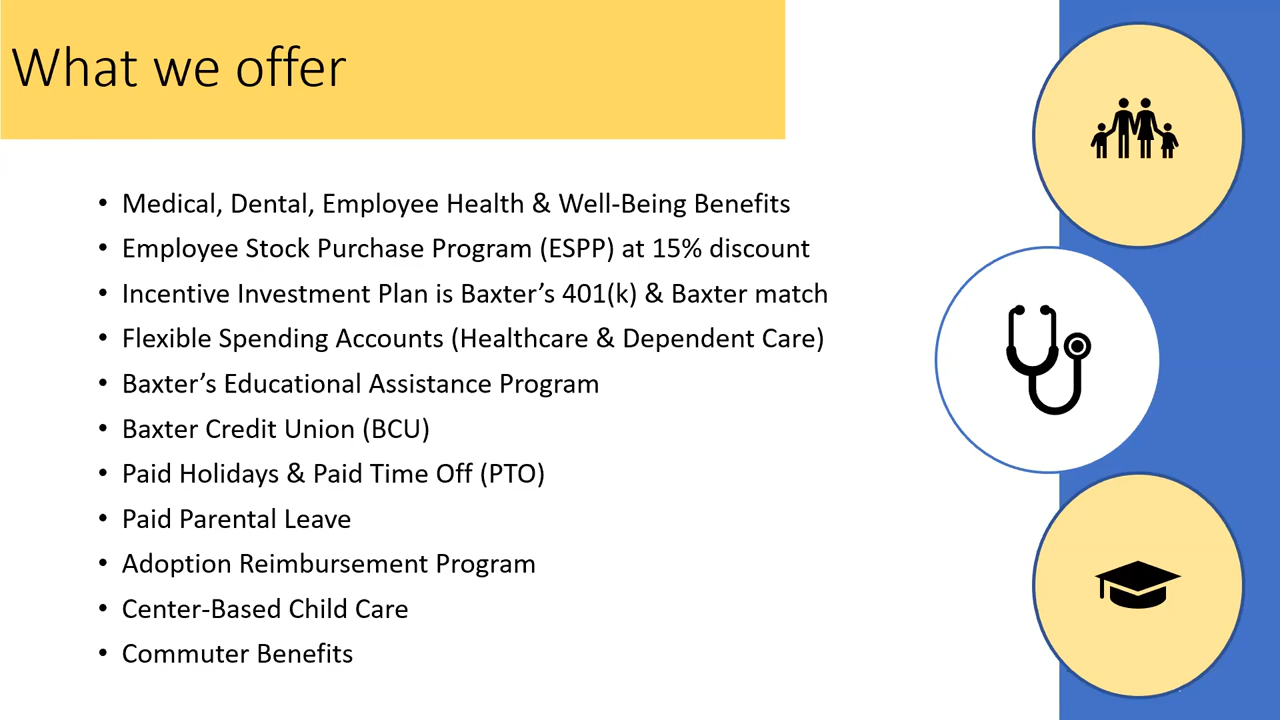 What we offer
• Medical, Dental, Employee Health & Well-Being Benefits
• Employee Stock Purchase Program (ESPP) at 15% discount
• Incentive Investment Plan is Baxter’s 401(k) & Baxter match
• Flexible Spending Accounts (Healthcare & Dependent Care)
• Baxter’s Educational Assistance Program
• Baxter Credit Union (BCU)
• Paid Holidays & Paid Time Off (PTO)
• Paid Parental Leave
• Adoption Reimbursement Program
• Center-Based Child Care
• Commuter Benefits